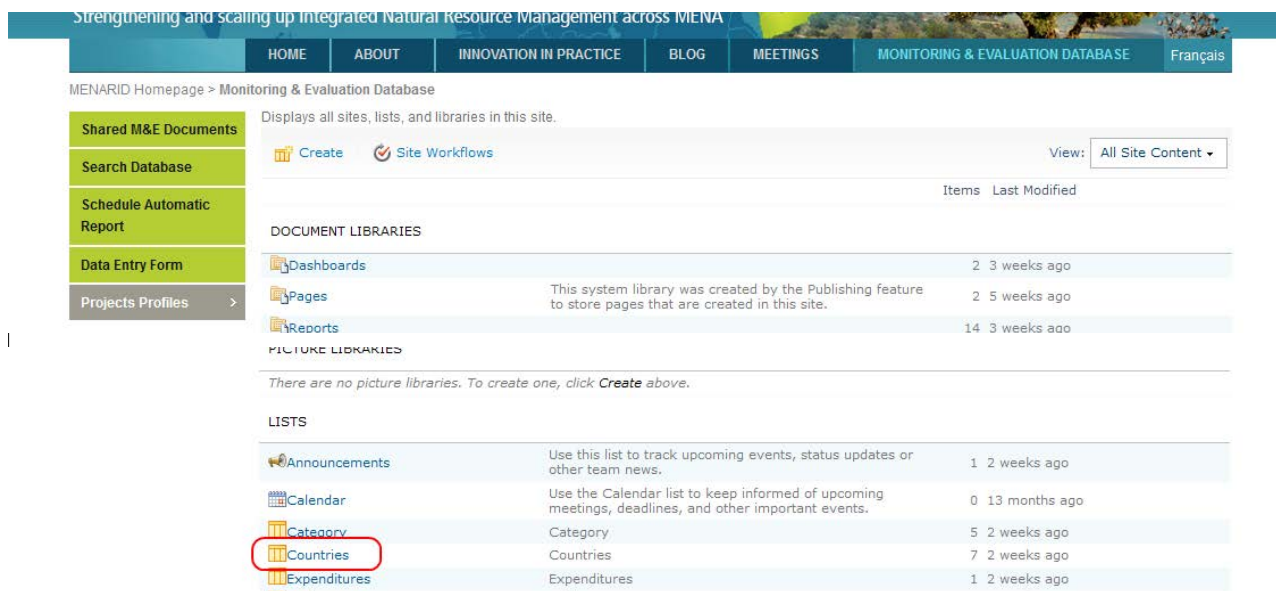 Strengthening and scaling up Integrated Natural Resource Management across MENA
HOME ABOUT INNOVATION IN PRACTICE BLOG MEETINGS MONITORING & EVALUATION DATABASE Français
MENARID Homepage > Monitoring & Evaluation Database
Shared M&E Documents
Search Database
Schedule Automatic
Report
Data Entry Form
Projects Profiles >
Displays all sites, lists, and libraries in this site.
Create Site Workflows View: All Site Content
Items Last Modified
DOCUMENT LIBRARIES
Dashboards 2 3 weeks ago
Pages This system library was created by the Publishing feature
to store pages that are created in this site. 2 5 weeks ago
Reports 14 3 weeks ago
PICTURE LIBRARIES
There are no picture libraries. To create one, click Create above.
LISTS
Announcements Use this list to track upcoming events, status updates or
other team news. 1 2 weeks ago
Calendar Use the Calendar list to keep informed of upcoming
meetings, deadlines, and other important events. 0 13 months ago
Category Category 5 2 weeks ago
Countries Countries 7 2 weeks ago
Expenditures Expenditures 1 2 weeks ago